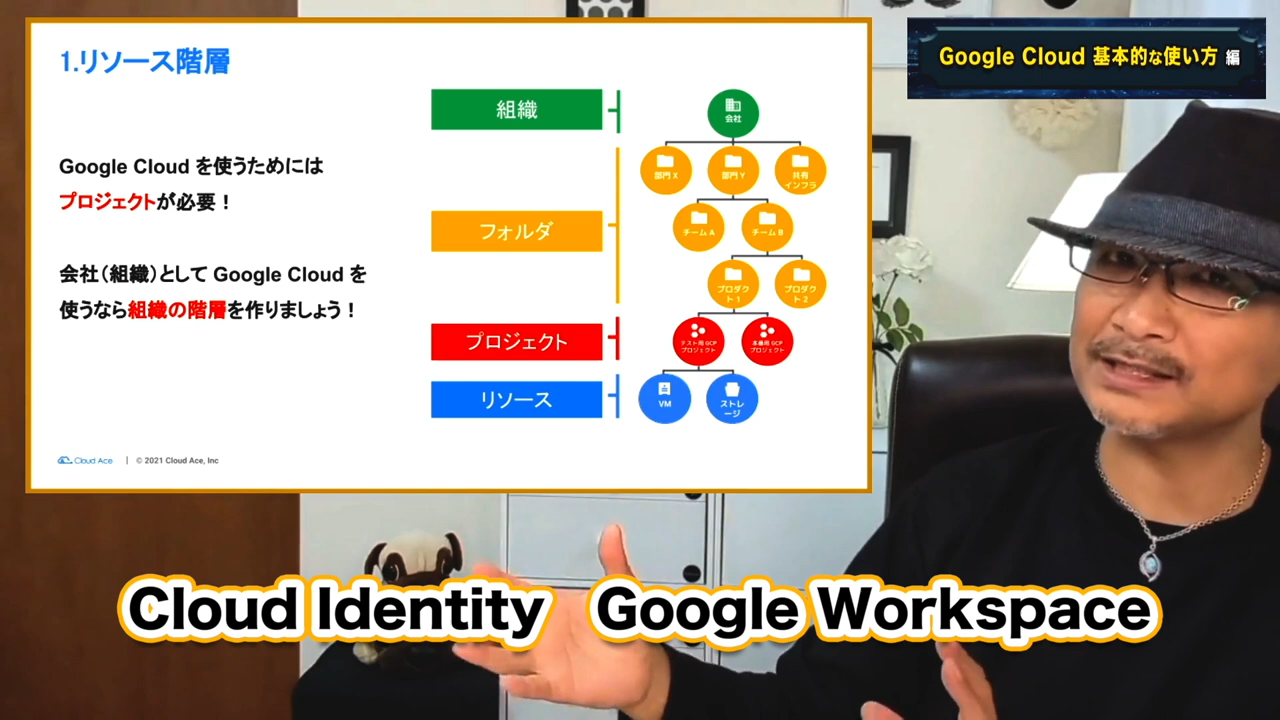 1.リソース階層
Google Cloud を使うためには
プロジェクトが必要！
会社（組織）として Google Cloud を
使うなら組織の階層を作りましょう！
組織
フォルダ
プロジェクト
リソース
会社
部門 X
部門 Y
共有
インフラ
チーム A
チーム B
プロダク
ト 1
プロダク
ト 2
テスト用 GCP
プロジェクト
本番用 GCP
プロジェクト
VM
ストレ
ージ
Cloud Ace
© 2021 Cloud Ace, Inc
Google Cloud 基本的な使い方 編
Cloud Identity Google Workspace